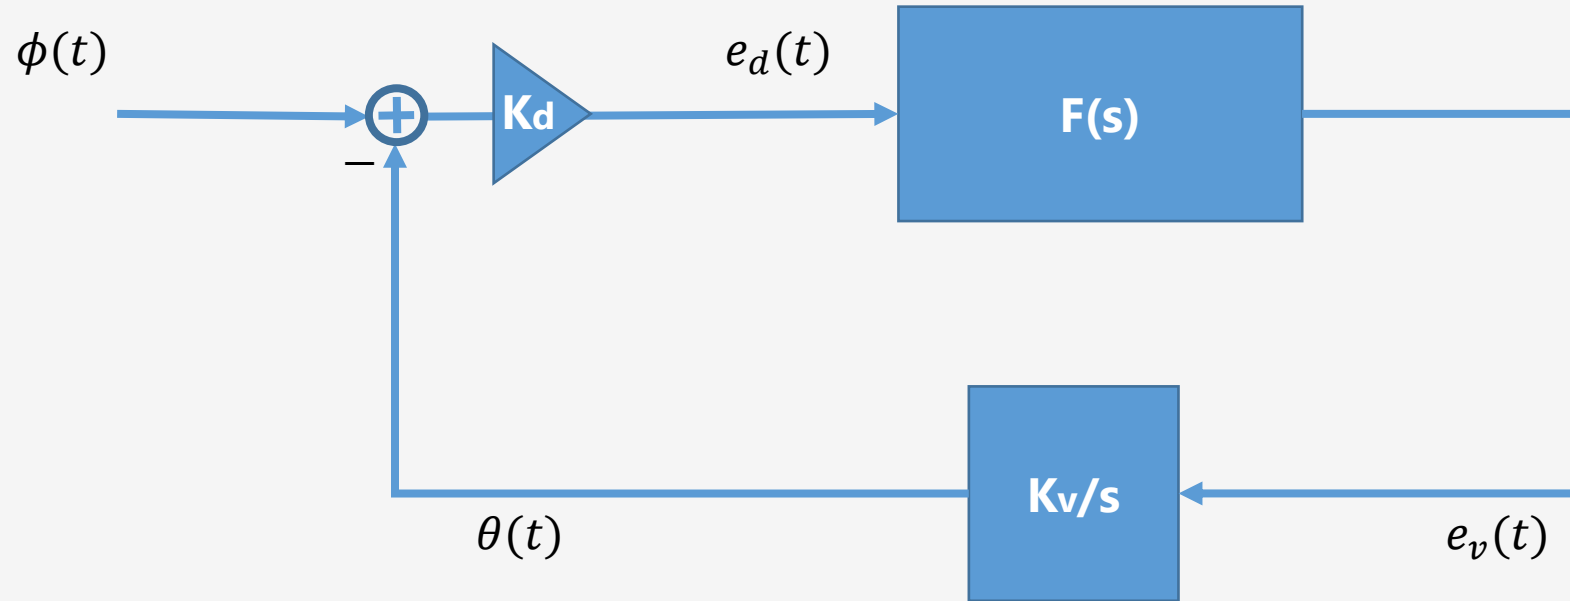 ϕ(t)
e_d(t)
Kd
F(s)
+
−
Kv/s
θ(t)
e_v(t)